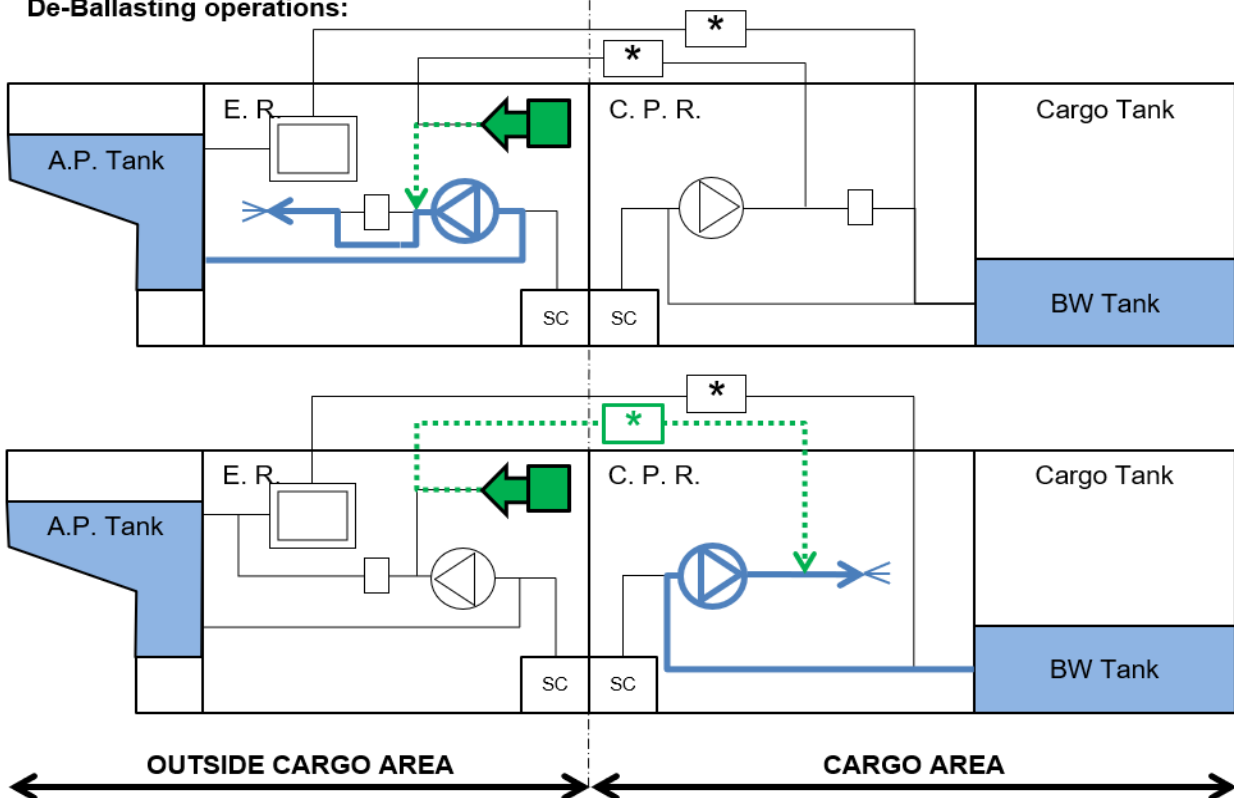 De-Ballasting operations:
*
*
E. R.
C. P. R.
Cargo Tank
A.P. Tank
BW Tank
SC
SC
*
*
E. R.
C. P. R.
Cargo Tank
A.P. Tank
BW Tank
SC
SC
OUTSIDE CARGO AREA
CARGO AREA